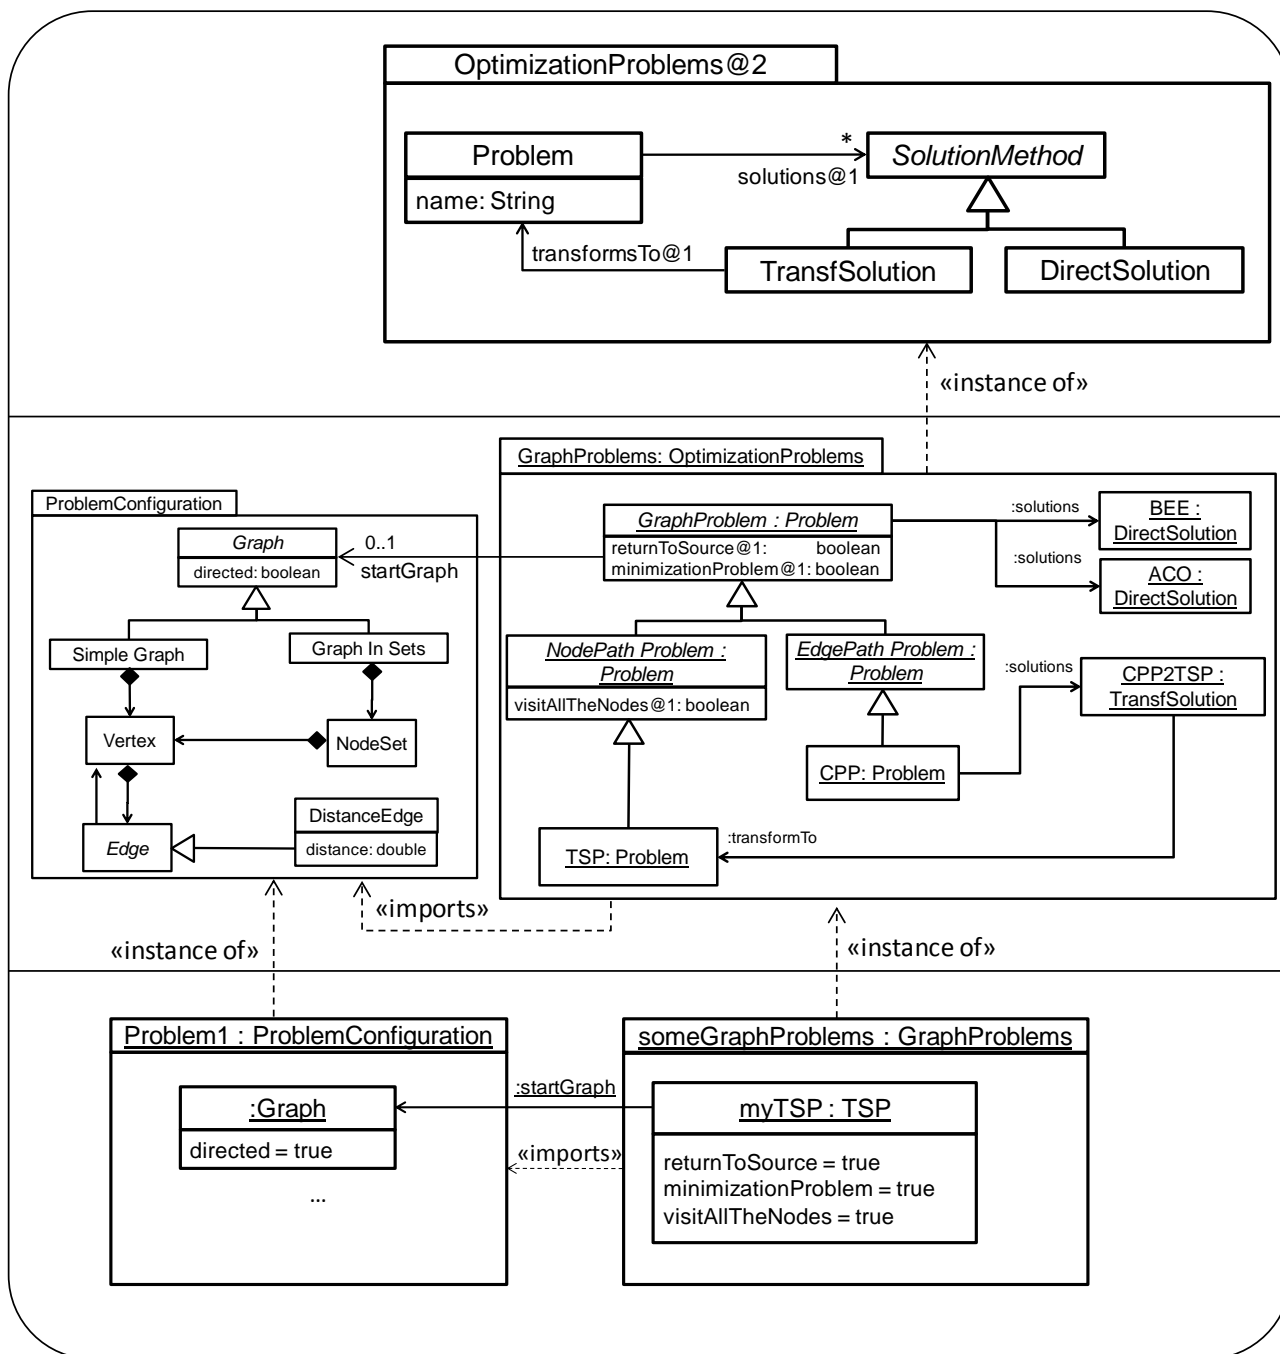 OptimizationProblems@2
Problem
name: String
*
solutions@1
SolutionMethod
transformsTo@1
TransfSolution
DirectSolution
«instance of»
ProblemConfiguration
Graph
directed: boolean
0..1
startGraph
Simple Graph
Graph In Sets
Vertex
NodeSet
Edge
DistanceEdge
distance: double
GraphProblems: OptimizationProblems
GraphProblem : Problem
returnToSource@1: boolean
minimizationProblem@1: boolean
:solutions
BEE :
DirectSolution
:solutions
ACO :
DirectSolution
NodePath Problem :
Problem
visitAllTheNodes@1: boolean
EdgePath Problem :
Problem
:solutions
CPP2TSP :
TransfSolution
CPP: Problem
:transformTo
TSP: Problem
«imports»
«instance of»
«instance of»
Problem1 : ProblemConfiguration
:Graph
directed = true
...
:startGraph
«imports»
someGraphProblems : GraphProblems
myTSP : TSP
returnToSource = true
minimizationProblem = true
visitAllTheNodes = true